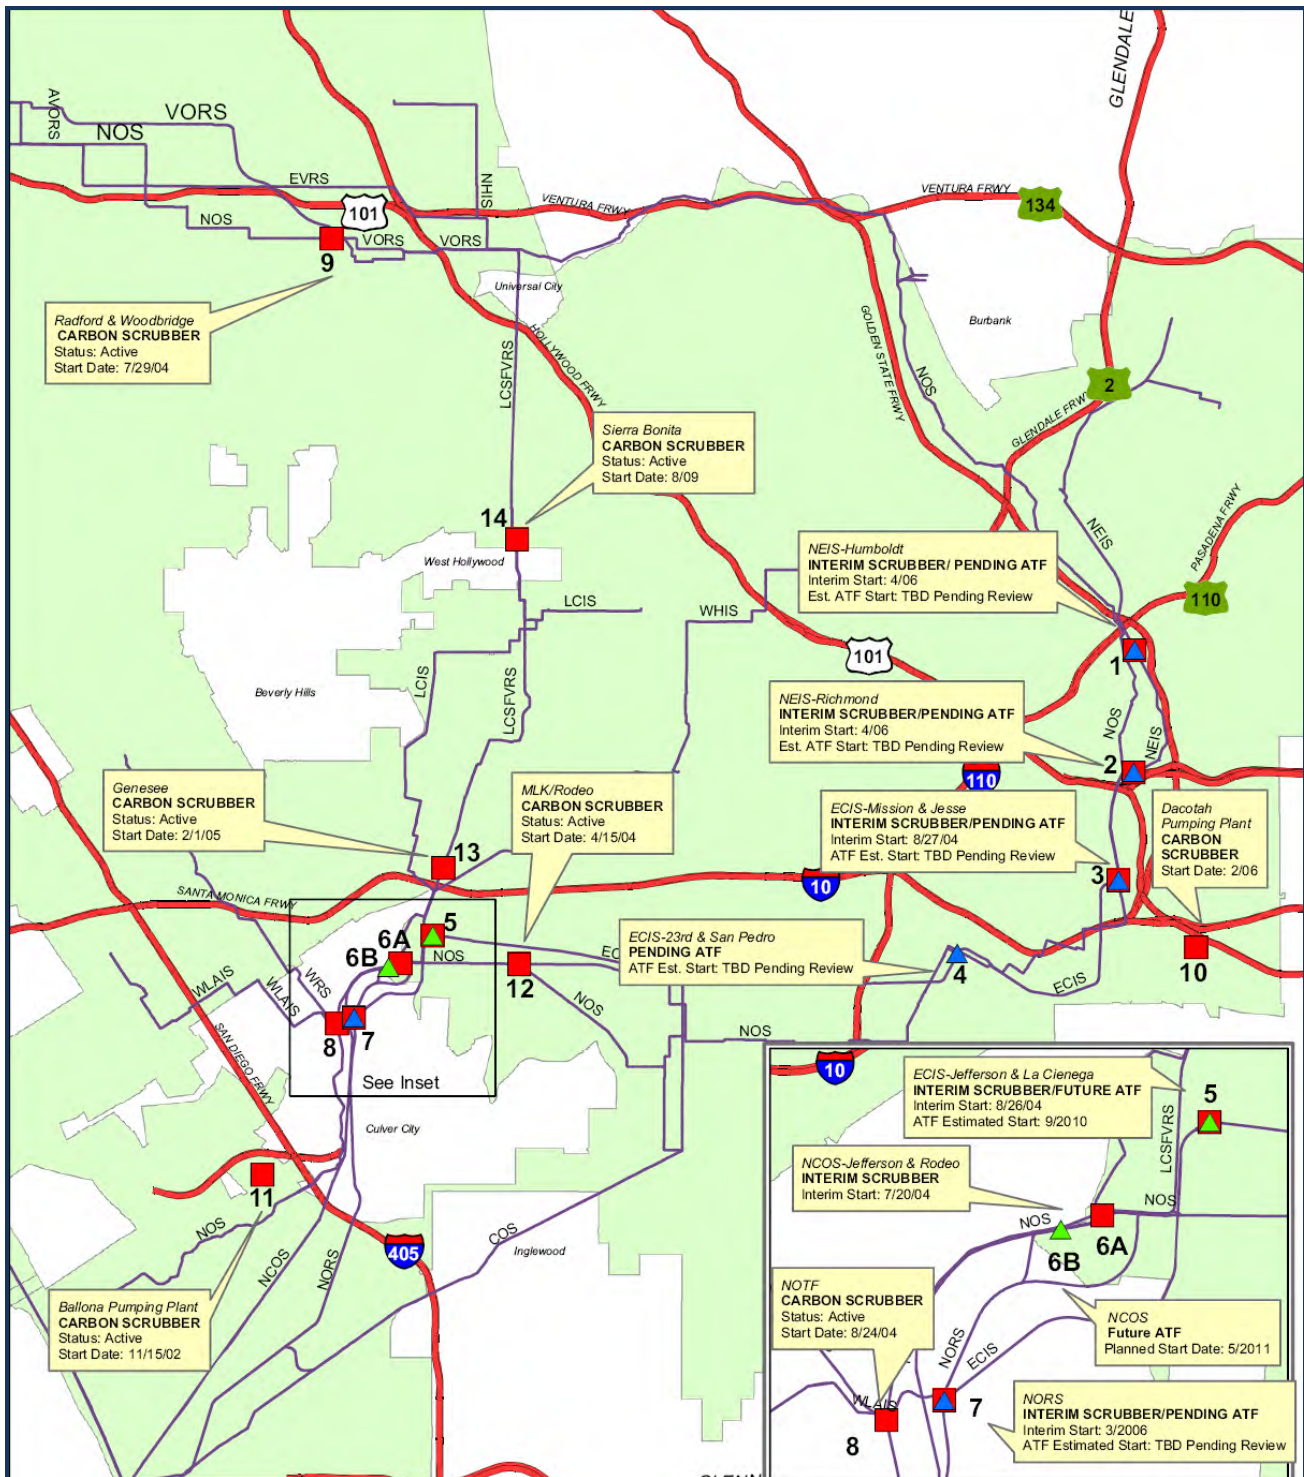 GLENDALE
AVORS
VORS
NOS
EVRS
NHIS
101
VENTURA FRWY
VENTURA FRWY
134
NOS
VORS
VORS
9
Universal City
Burbank
Radford & Woodbridge
CARBON SCRUBBER
Status: Active
Start Date: 7/29/04
HOLLYWOOD FRWY
LCSFVRS
GOLDEN STATE FRWY
NOS
2
GLENDALE FRWY
Sierra Bonita
CARBON SCRUBBER
Status: Active
Start Date: 8/09
14
West Hollywood
NEIS
PASADENA FRWY
NEIS-Humboldt
INTERIM SCRUBBER/ PENDING ATF
Interim Start: 4/06
Est. ATF Start: TBD Pending Review
110
LCIS
WHIS
101
1
LCIS
LCSFVRS
Beverly Hills
NEIS-Richmond
INTERIM SCRUBBER/PENDING ATF
Interim Start: 4/06
Est. ATF Start: TBD Pending Review
NOS
NEIS
2
110
Genesee
CARBON SCRUBBER
Status: Active
Start Date: 2/1/05
MLK/Rodeo
CARBON SCRUBBER
Status: Active
Start Date: 4/15/04
ECIS-Mission & Jesse
INTERIM SCRUBBER/PENDING ATF
Interim Start: 8/27/04
ATF Est. Start: TBD Pending Review
Dacotah
Pumping Plant
CARBON
SCRUBBER
Start Date: 2/06
13
3
10
SANTA MONICA FRWY
5
6A
6B
NOS
12
EC
ECIS-23rd & San Pedro
PENDING ATF
ATF Est. Start: TBD Pending Review
4
10
ECIS
WLAIS
WLAIS
WRS
NOS
8
7
NOS
SAN DIEGO FRWY
See Inset
Culver City
11
NOS
NCOS
NORS
405
COS
Inglewood
Ballona Pumping Plant
CARBON SCRUBBER
Status: Active
Start Date: 11/15/02
10
ECIS-Jefferson & La Cienega
INTERIM SCRUBBER/FUTURE ATF
Interim Start: 8/26/04
ATF Estimated Start: 9/2010
5
LCSFVRS
NCOS-Jefferson & Rodeo
INTERIM SCRUBBER
Interim Start: 7/20/04
NOS
NOS
6A
6B
NOTF
CARBON SCRUBBER
Status: Active
Start Date: 8/24/04
NCOS
Future ATF
Planned Start Date: 5/2011
NORS
ECIS
WLAIS
7
8
NORS
INTERIM SCRUBBER/PENDING ATF
Interim Start: 3/2006
ATF Estimated Start: TBD Pending Review